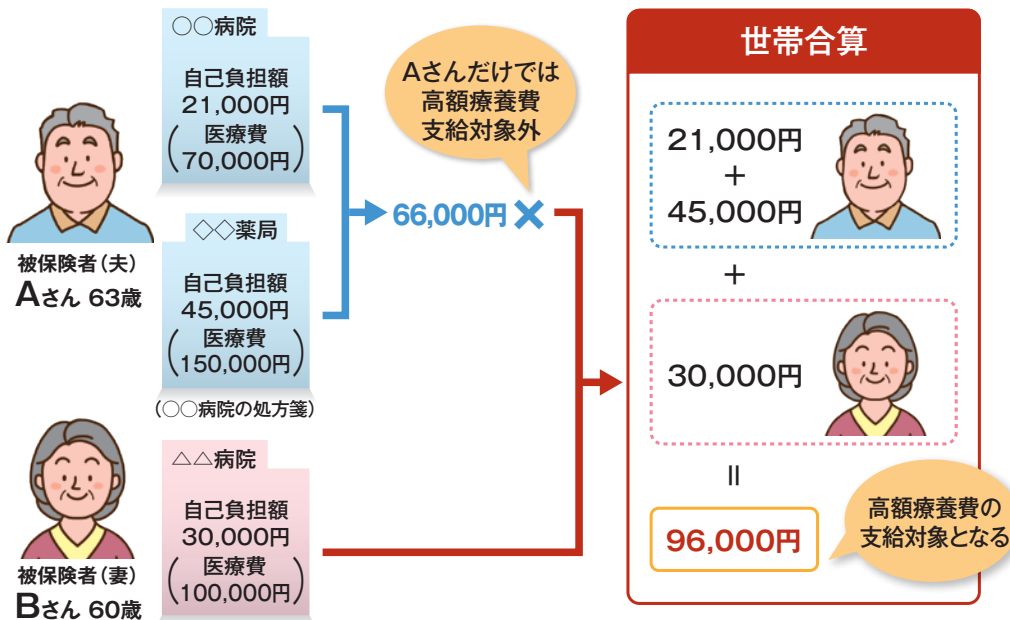 ○○病院
自己負担額
21,000円
(医療費
70,000円)
被保険者(夫)
Aさん 63歳
◇◇薬局
自己負担額
45,000円
(医療費
150,000円)
(○○病院の処方箋)
Aさんだけでは
高額療養費
支給対象外
66,000円 ×
△△病院
自己負担額
30,000円
(医療費
100,000円)
被保険者(妻)
Bさん 60歳
世帯合算
21,000円
+
45,000円
+
30,000円
=
96,000円
高額療養費の
支給対象となる